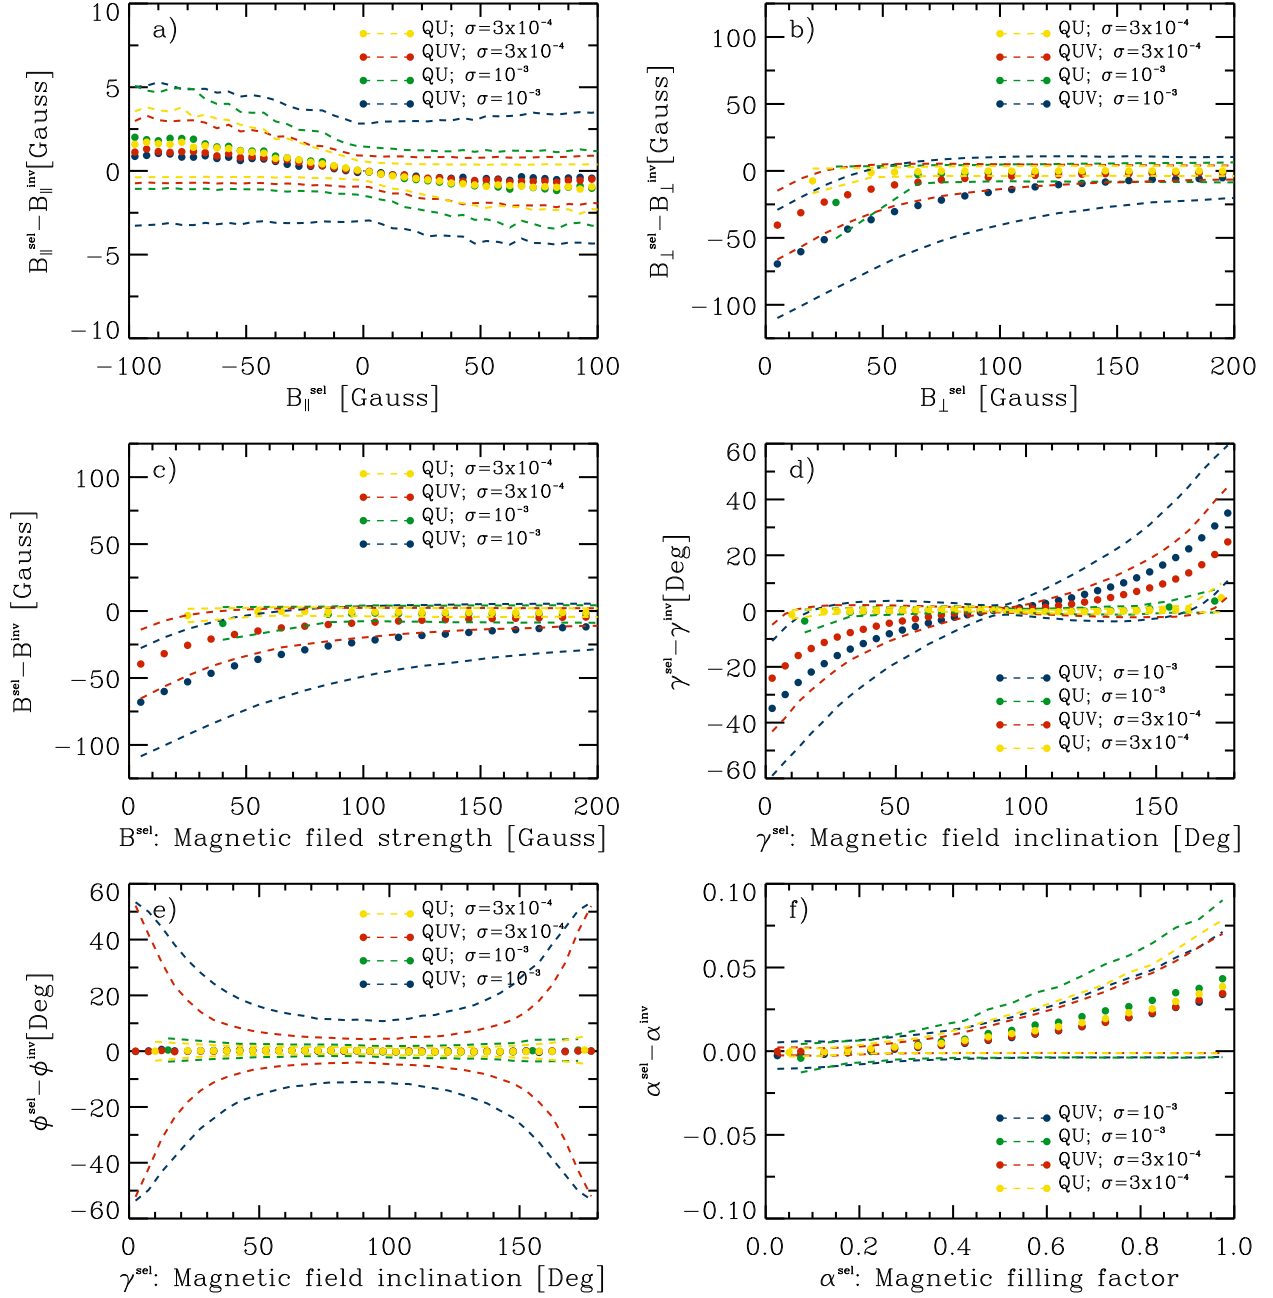 a)
QU; σ=3x10⁻⁴
QUV; σ=3x10⁻⁴
QU; σ=10⁻³
QUV; σ=10⁻³
10
5
0
−5
−10
B∥ˢᵉˡ−B∥ⁱⁿᵛ[Gauss]
−100 −50 0 50 100
B∥ˢᵉˡ [Gauss]
b)
QU; σ=3x10⁻⁴
QUV; σ=3x10⁻⁴
QU; σ=10⁻³
QUV; σ=10⁻³
100
50
0
−50
−100
B⊥ˢᵉˡ−B⊥ⁱⁿᵛ [Gauss]
0 50 100 150 200
B⊥ˢᵉˡ [Gauss]
c)
QU; σ=3x10⁻⁴
QUV; σ=3x10⁻⁴
QU; σ=10⁻³
QUV; σ=10⁻³
100
50
0
−50
−100
Bˢᵉˡ−Bⁱⁿᵛ [Gauss]
0 50 100 150 200
Bˢᵉˡ: Magnetic filed strength [Gauss]
d)
60
40
20
0
−20
−40
−60
γˢᵉˡ−γⁱⁿᵛ[Deg]
QUV; σ=10⁻³
QU; σ=10⁻³
QUV; σ=3x10⁻⁴
QU; σ=3x10⁻⁴
0 50 100 150
γˢᵉˡ: Magnetic field inclination [Deg]
e)
QU; σ=3x10⁻⁴
QUV; σ=3x10⁻⁴
QU; σ=10⁻³
QUV; σ=10⁻³
60
40
20
0
−20
−40
−60
ϕˢᵉˡ−ϕⁱⁿᵛ[Deg]
0 50 100 150
γˢᵉˡ: Magnetic field inclination [Deg]
f)
0.10
0.05
0.00
−0.05
−0.10
αˢᵉˡ−αⁱⁿᵛ
QUV; σ=10⁻³
QU; σ=10⁻³
QUV; σ=3x10⁻⁴
QU; σ=3x10⁻⁴
0.0 0.2 0.4 0.6 0.8 1.0
αˢᵉˡ: Magnetic filling factor